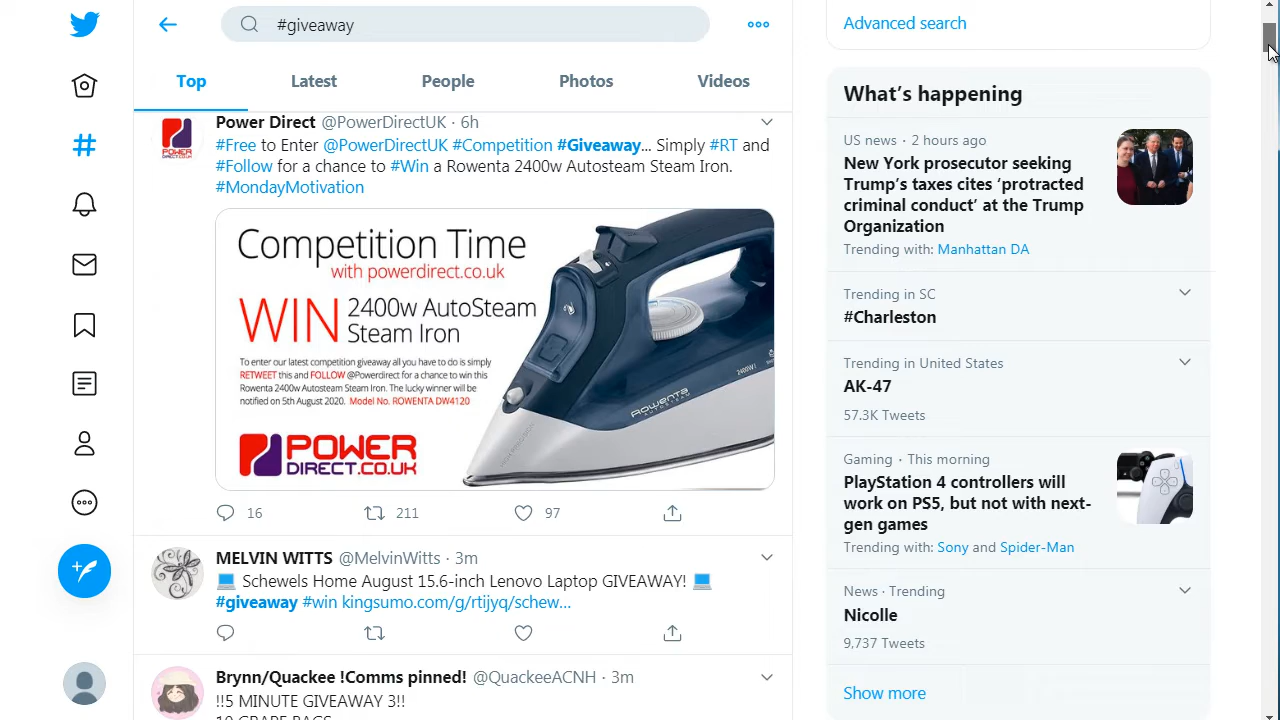 #giveaway
Top Latest People Photos Videos
Power Direct @PowerDirectUK · 6h
#Free to Enter @PowerDirectUK #Competition #Giveaway... Simply #RT and
#Follow for a chance to #Win a Rowenta 2400w Autosteam Steam Iron.
#MondayMotivation
Competition Time
with powerdirect.co.uk
WIN 2400w AutoSteam
Steam Iron
To enter our latest competition giveaway all you have to do is simply
RETWEET this and FOLLOW @Powerdirect for a chance to win this
Rowenta 2400w Autosteam Steam Iron. The lucky winner will be
notified on 5th August 2020. Model No. ROWENTA DW4120
POWER
DIRECT.CO.UK
ROWENTA
AUTOSTEAM
2400W
POWER
DIRECT
16 211 97
MELVIN WITTS @MelvinWitts · 3m
Schewels Home August 15.6-inch Lenovo Laptop GIVEAWAY!
#giveaway #win kingsumo.com/g/rtijyq/schew...
Brynn/Quackee !Comms pinned! @QuackeeACNH · 3m
!!5 MINUTE GIVEAWAY 3!!
10 GRAPE BAGS
Advanced search
What's happening
US news · 2 hours ago
New York prosecutor seeking
Trump's taxes cites 'protracted
criminal conduct' at the Trump
Organization
Trending with: Manhattan DA
Trending in SC
#Charleston
Trending in United States
AK-47
57.3K Tweets
Gaming · This morning
PlayStation 4 controllers will
work on PS5, but not with next-
gen games
Trending with: Sony and Spider-Man
News · Trending
Nicolle
9,737 Tweets
Show more